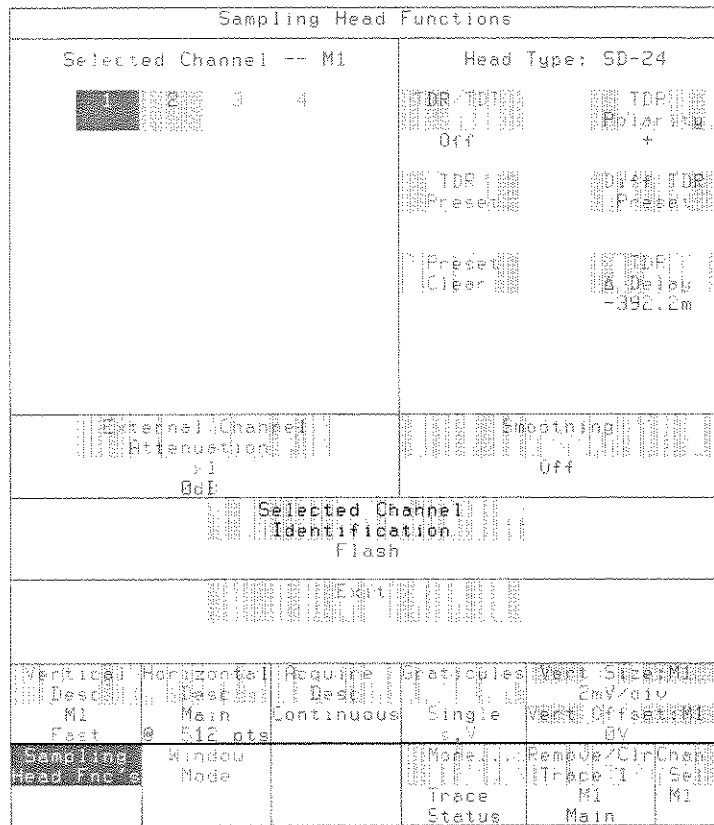 Sampling Head Functions
Selected Channel -- M1
Head Type: SD-24
1 2 3 4
TDR/TDT
Off
TDR
Polarity
+
TDR
Preset
Diff TDR
Preset
Preset
Clear
TDR
Δ Delay
-392.2m
External Channel
Attenuation
x1
0dB
Smoothing
Off
Selected Channel
Identification
Flash
Exit
Vertical
Desc
M1
Fast
Horizontal
Desc
Main
@ 512 pts
Acquire
Desc
Continuous
Graticules
Single
s,V
Vert Size:M1
2mV/div
Vert Offset:M1
0V
Sampling
Head Fnc's
Window
Mode
More...
Trace
Status
Remove/Clr
Trace 1
M1
Main
Chan
Sel
M1